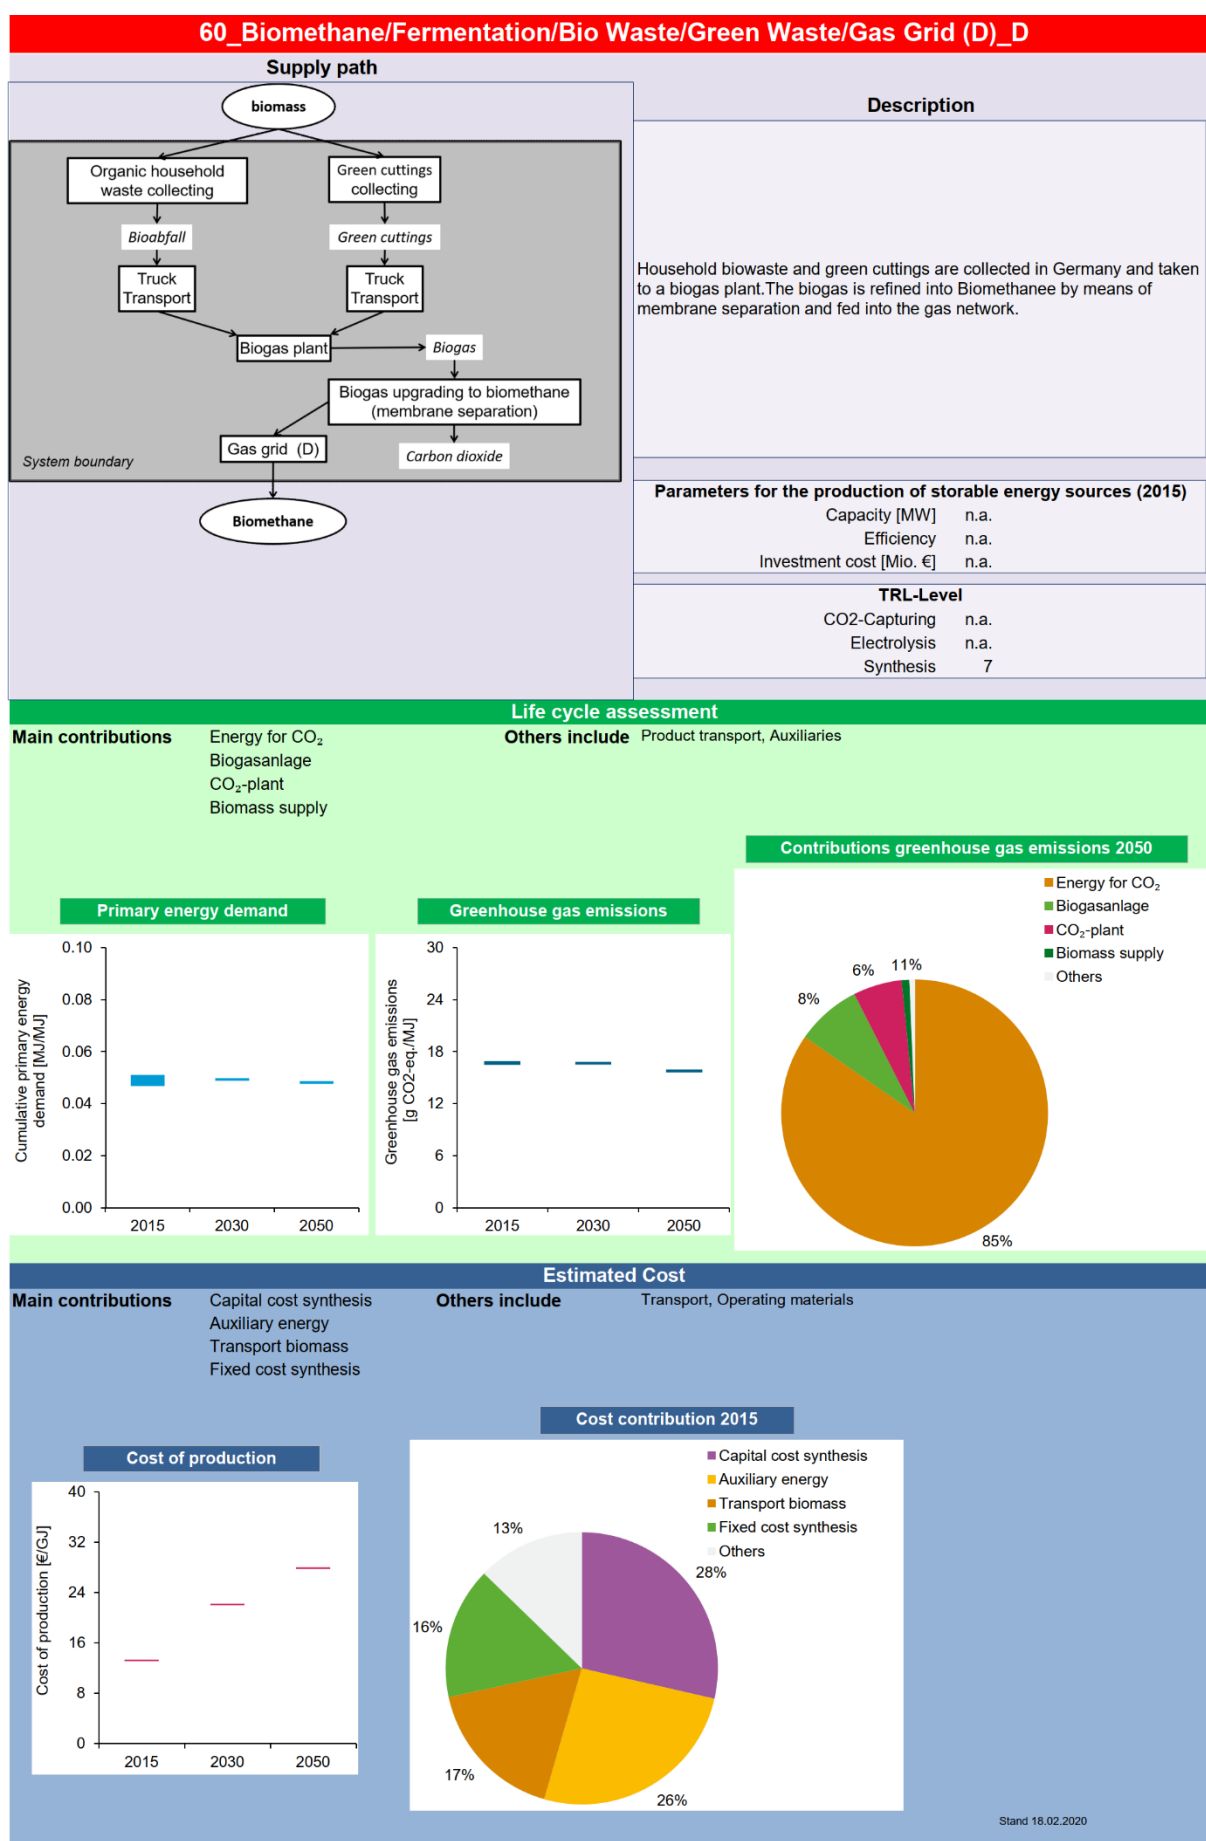 60_Biomethane/Fermentation/Bio Waste/Green Waste/Gas Grid (D)_D
Supply path
biomass
Organic household
waste collecting
Green cuttings
collecting
Bioabfall
Green cuttings
Truck
Transport
Truck
Transport
Biogas plant
Biogas
Biogas upgrading to biomethane
(membrane separation)
Gas grid (D)
Carbon dioxide
System boundary
Biomethane
Description
Household biowaste and green cuttings are collected in Germany and taken
to a biogas plant.The biogas is refined into Biomethanee by means of
membrane separation and fed into the gas network.
Parameters for the production of storable energy sources (2015)
Capacity [MW] n.a.
Efficiency n.a.
Investment cost [Mio. €] n.a.
TRL-Level
CO2-Capturing n.a.
Electrolysis n.a.
Synthesis 7
Life cycle assessment
Main contributions
Energy for CO₂
Biogasanlage
CO₂-plant
Biomass supply
Others include
Product transport, Auxiliaries
Primary energy demand
Cumulative primary energy
demand [MJ/MJ]
0.10
0.08
0.06
0.04
0.02
0.00
2015 2030 2050
Greenhouse gas emissions
Greenhouse gas emissions
[g CO2-eq./MJ]
30
24
18
12
6
0
2015 2030 2050
Contributions greenhouse gas emissions 2050
Energy for CO₂
Biogasanlage
CO₂-plant
Biomass supply
Others
8%
6%
11%
85%
Estimated Cost
Main contributions
Capital cost synthesis
Auxiliary energy
Transport biomass
Fixed cost synthesis
Others include
Transport, Operating materials
Cost of production
Cost of production [€/GJ]
40
32
24
16
8
0
2015 2030 2050
Cost contribution 2015
Capital cost synthesis
Auxiliary energy
Transport biomass
Fixed cost synthesis
Others
13%
28%
16%
17%
26%
Stand 18.02.2020